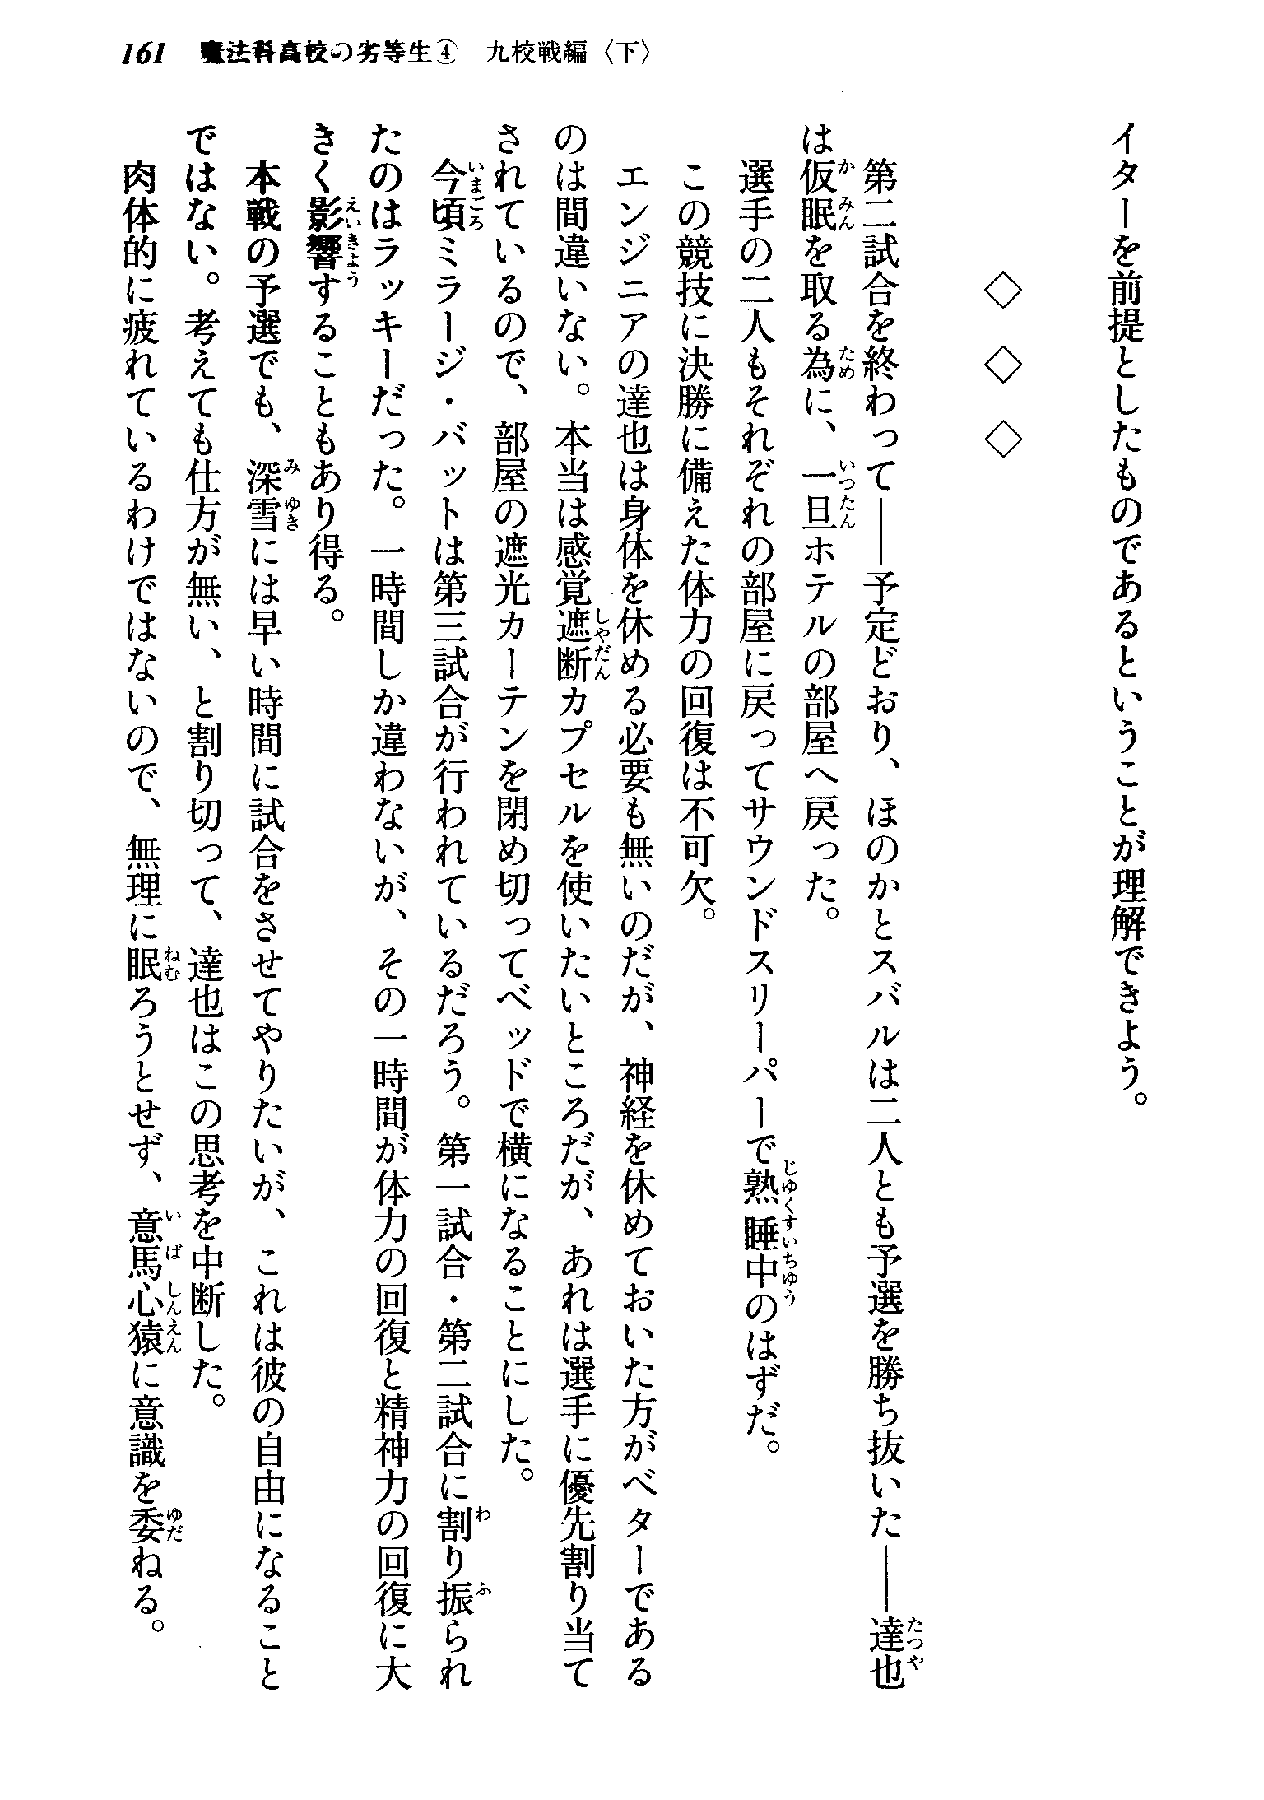 161 魔法科高校の劣等生④ 九校戦編〈下〉
イターを前提としたものであるということが理解できよう。
◇ ◇ ◇
第二試合を終わって――予定どおり、ほのかとスバルは二人とも予選を勝ち抜いた――達也
は仮眠を取る為に、一旦ホテルの部屋へ戻った。
選手の二人もそれぞれの部屋に戻ってサウンドスリーパーで熟睡中のはずだ。
この競技に決勝に備えた体力の回復は不可欠。
エンジニアの達也は身体を休める必要も無いのだが、神経を休めておいた方がベターである
のは間違いない。本当は感覚遮断カプセルを使いたいところだが、あれは選手に優先割り当て
されているので、部屋の遮光カーテンを閉め切ってベッドで横になることにした。
今頃ミラージ・バットは第三試合が行われているだろう。第一試合・第二試合に割り振られ
たのはラッキーだった。一時間しか違わないが、その一時間が体力の回復と精神力の回復に大
きく影響することもあり得る。
本戦の予選でも、深雪には早い時間に試合をさせてやりたいが、これは彼の自由になること
ではない。考えても仕方が無い、と割り切って、達也はこの思考を中断した。
肉体的に疲れているわけではないので、無理に眠ろうとせず、意馬心猿に意識を委ねる。